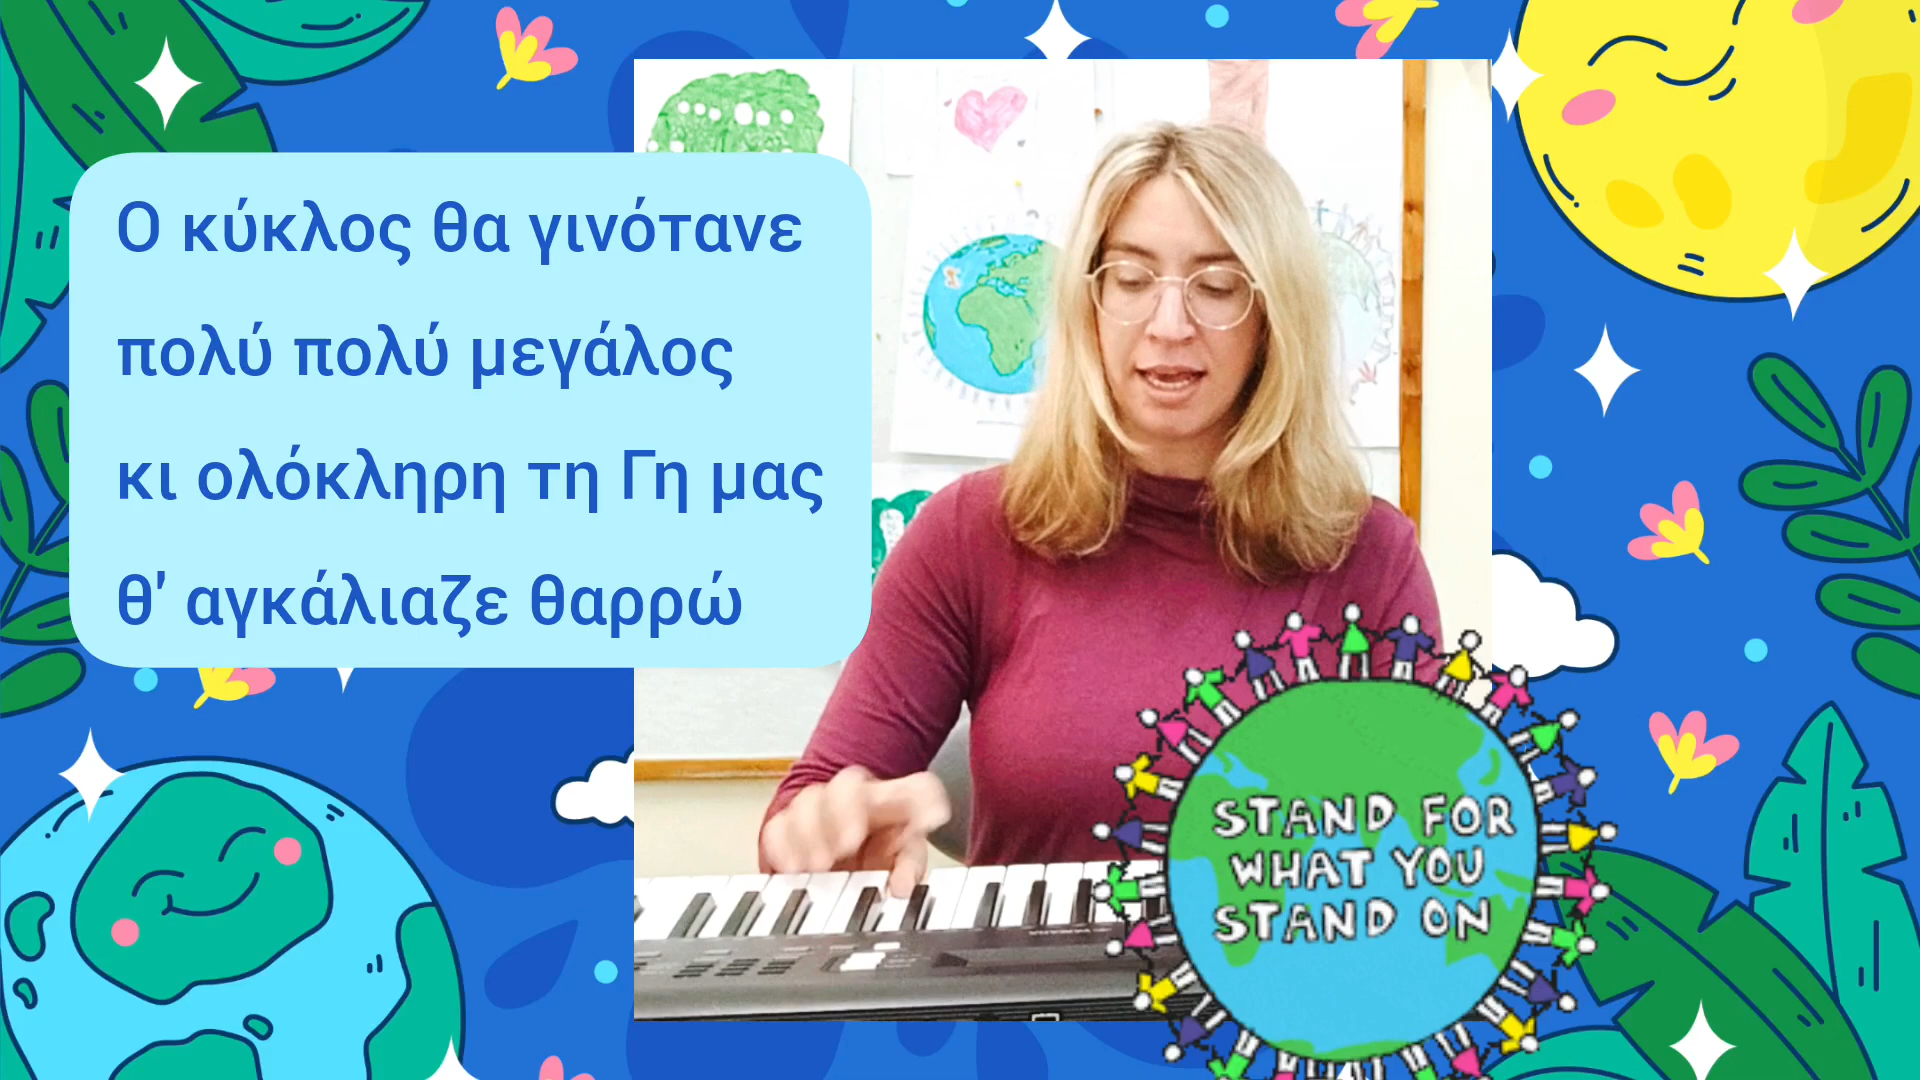 Ο κύκλος θα γινότανε
πολύ πολύ μεγάλος
κι ολόκληρη τη Γη μας
θ' αγκάλιαζε θαρρώ
STAND FOR
WHAT YOU
STAND ON